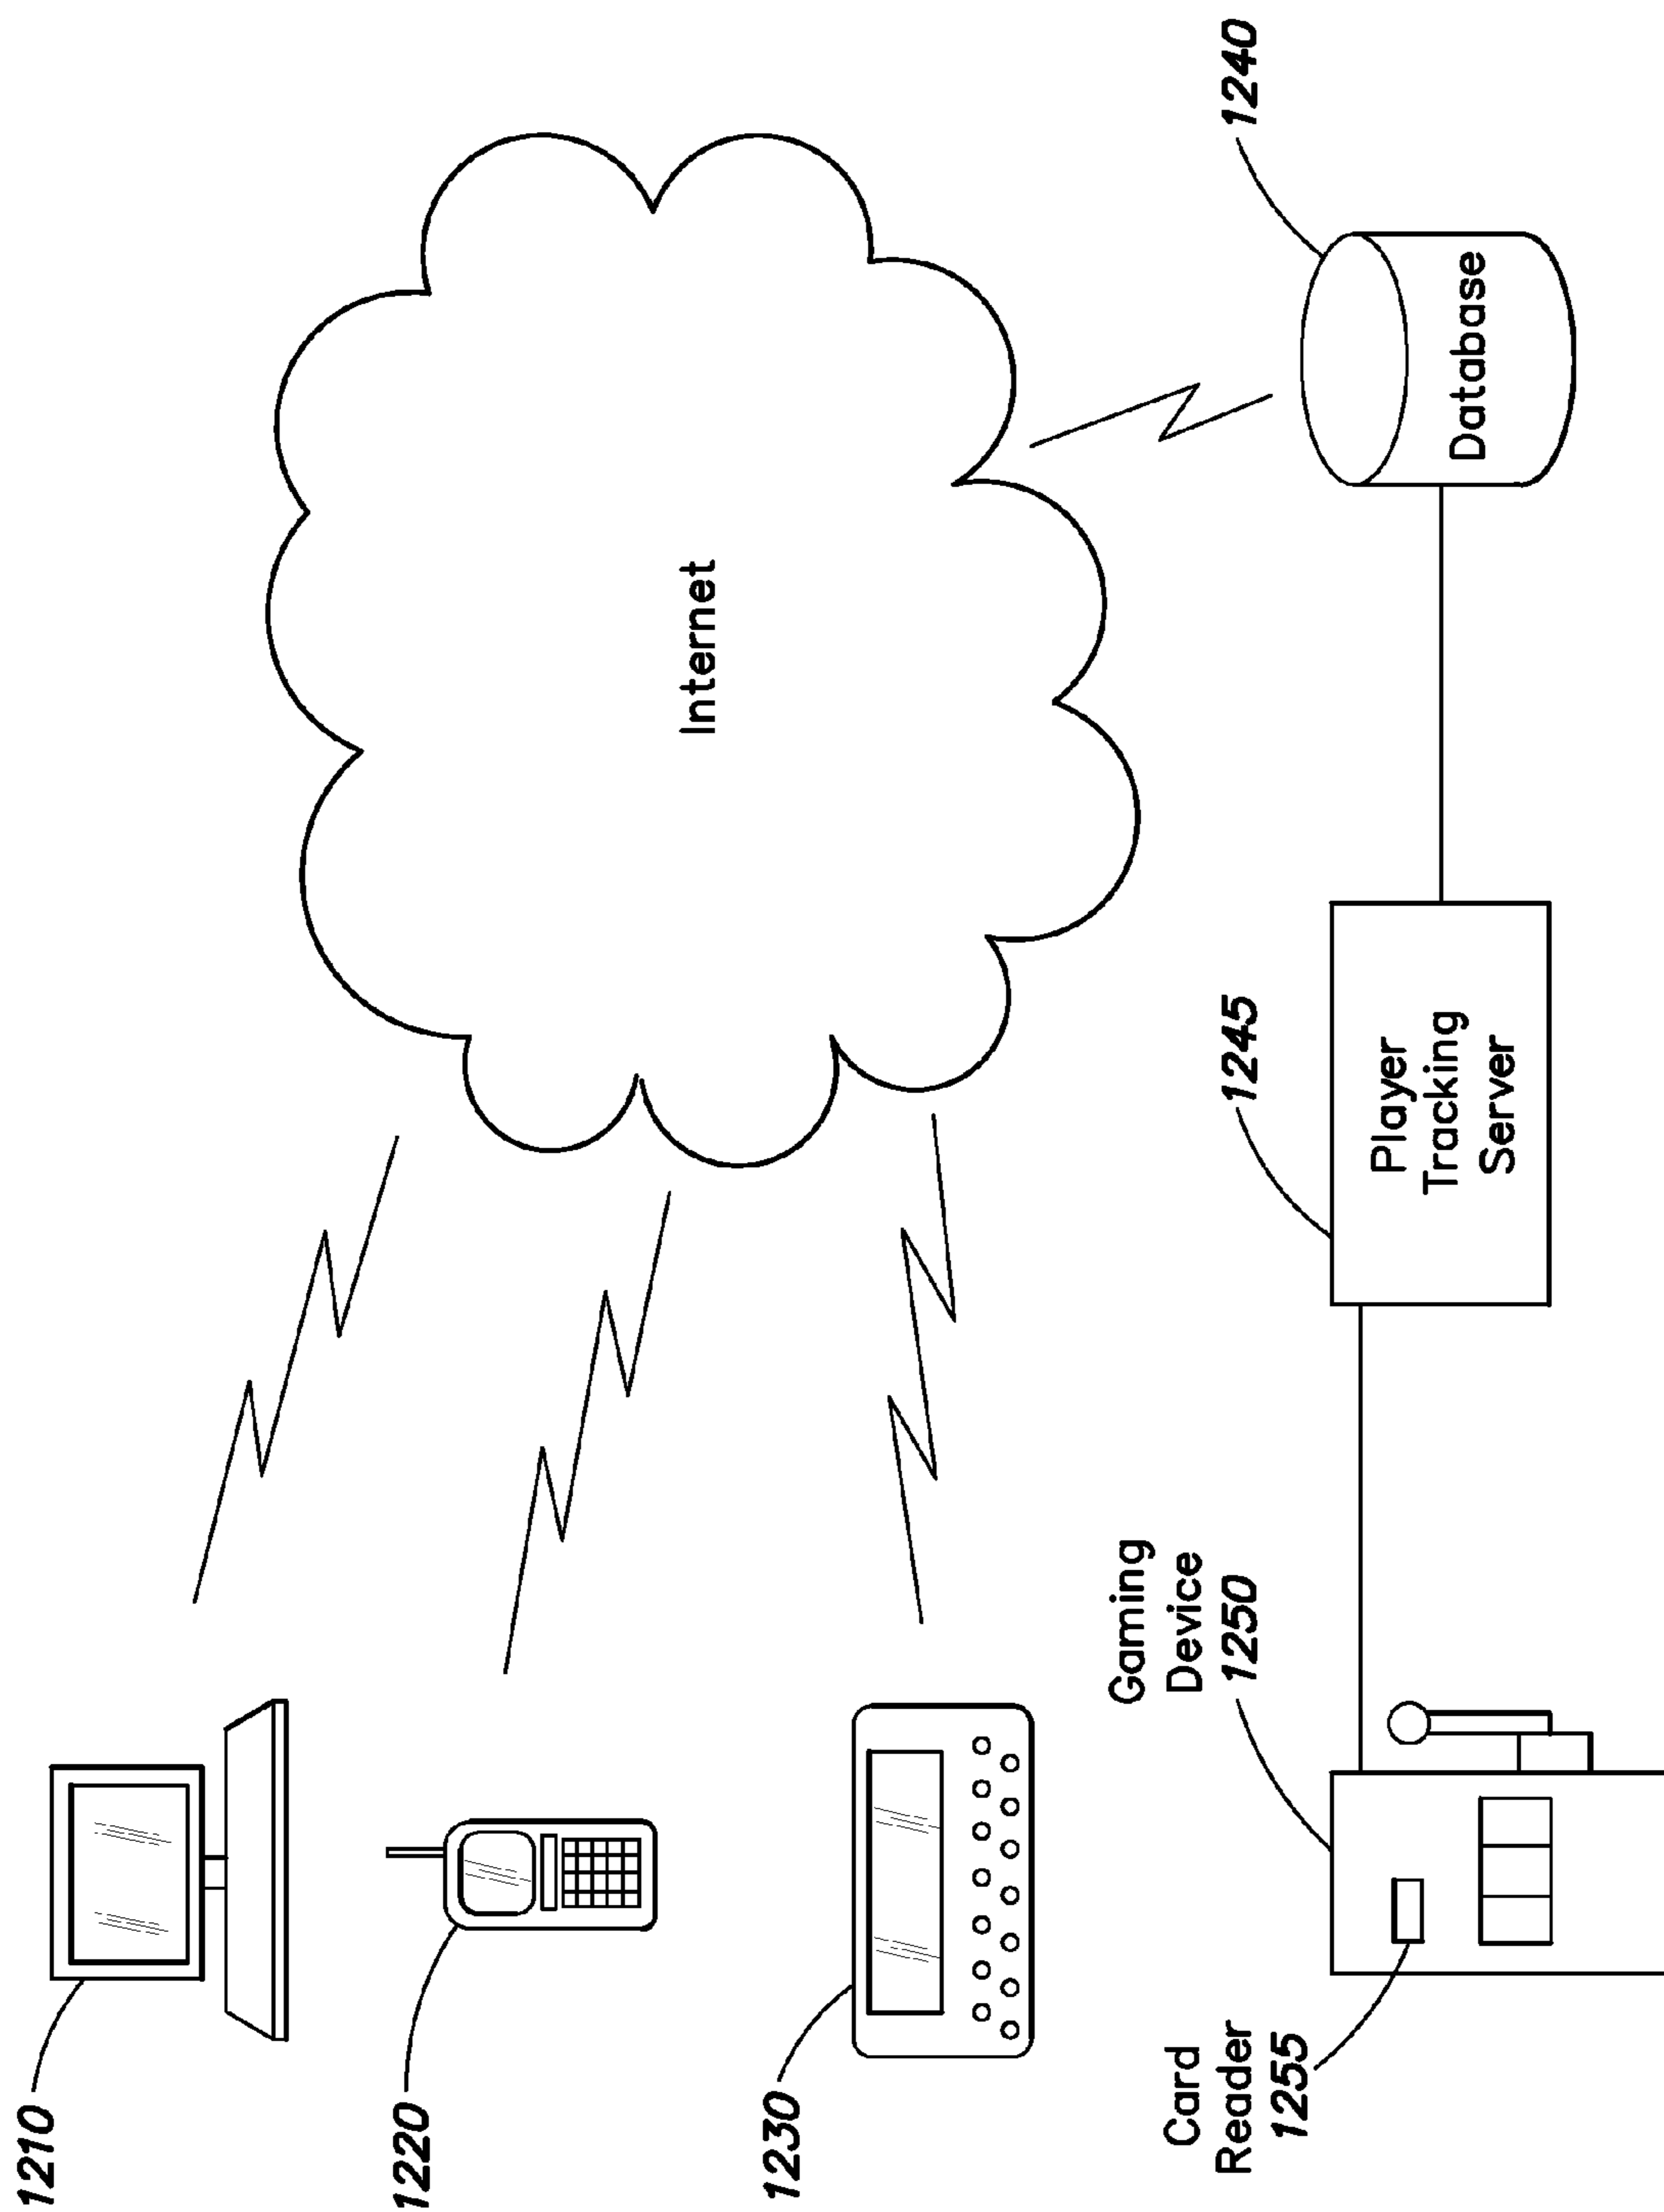 1210
1220
1230
Internet
Card
Reader
1255
Gaming
Device
1250
1245
Player
Tracking
Server
1240
Database